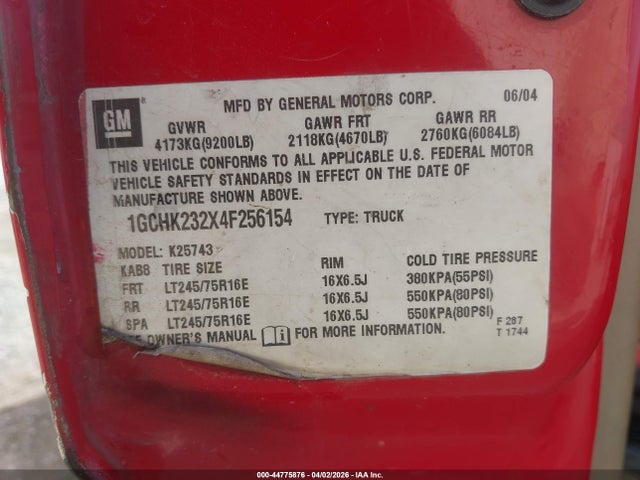 GM
MFD BY GENERAL MOTORS CORP. 06/04
GVWR GAWR FRT GAWR RR
4173KG(9200LB) 2118KG(4670LB) 2760KG(6084LB)
THIS VEHICLE CONFORMS TO ALL APPLICABLE U.S. FEDERAL MOTOR
VEHICLE SAFETY STANDARDS IN EFFECT ON THE DATE OF
MANUFACTURE SHOWN ABOVE.
1GCHK232X4F256154 TYPE: TRUCK
MODEL: K25743
KAB8 TIRE SIZE RIM COLD TIRE PRESSURE
FRT LT245/75R16E 16X6.5J 380KPA(55PSI)
RR LT245/75R16E 16X6.5J 550KPA(80PSI)
SPA LT245/75R16E 16X6.5J 550KPA(80PSI)
OWNER'S MANUAL FOR MORE INFORMATION.
F 287
T 1744
000-44775876 - 04/02/2026 - IAA Inc.